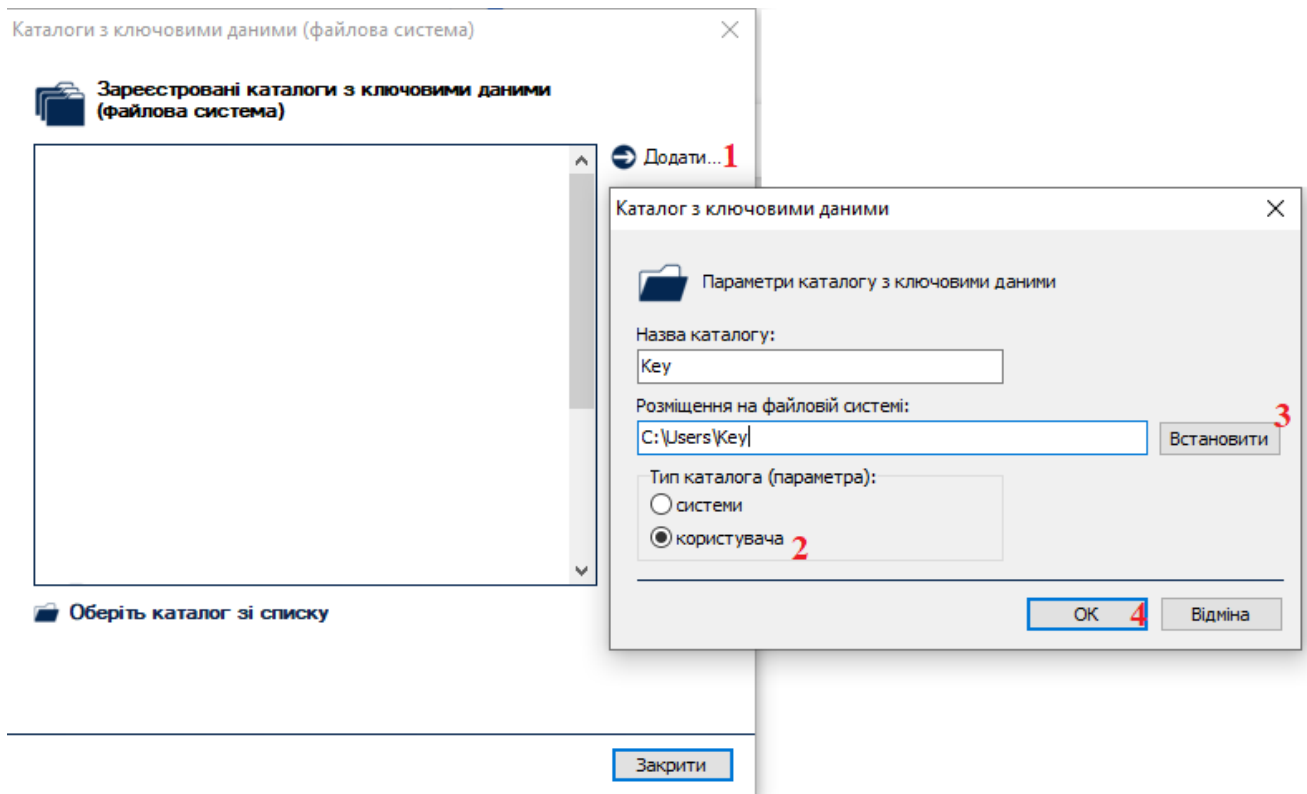 Каталоги з ключовими даними (файлова система)
Зареєстровані каталоги з ключовими даними
(файлова система)
Додати... 1
Каталог з ключовими даними
Параметри каталогу з ключовими даними
Назва каталогу:
Key
Розміщення на файловій системі:
3
C:\Users\Key
Встановити
Тип каталога (параметра):
системи
користувача 2
Оберіть каталог зі списку
ОК 4
Відміна
Закрити